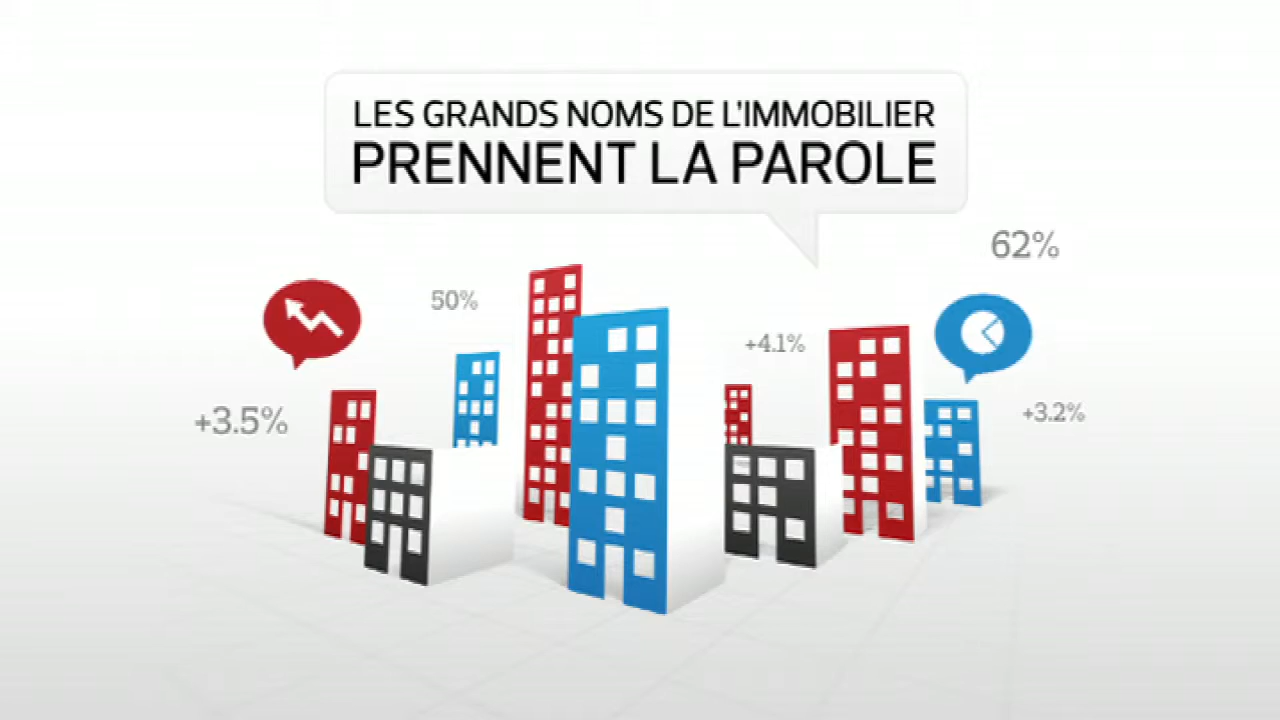 LES GRANDS NOMS DE L'IMMOBILIER
PRENNENT LA PAROLE
62%
50%
+4.1%
+3.5%
+3.2%